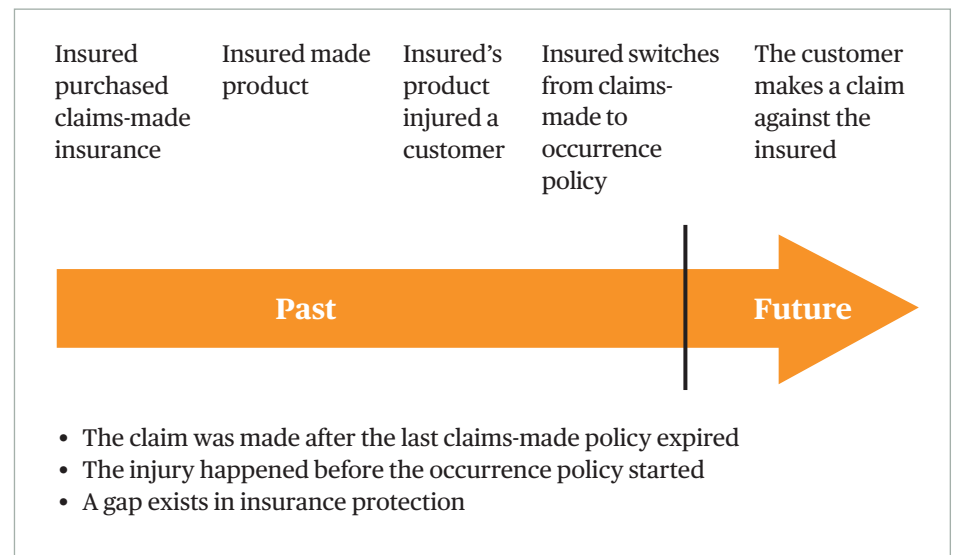 Insured
purchased
claims-made
insurance
Insured made
product
Insured’s
product
injured a
customer
Insured switches
from claims-
made to
occurrence
policy
The customer
makes a claim
against the
insured
Past
Future
• The claim was made after the last claims-made policy expired
• The injury happened before the occurrence policy started
• A gap exists in insurance protection